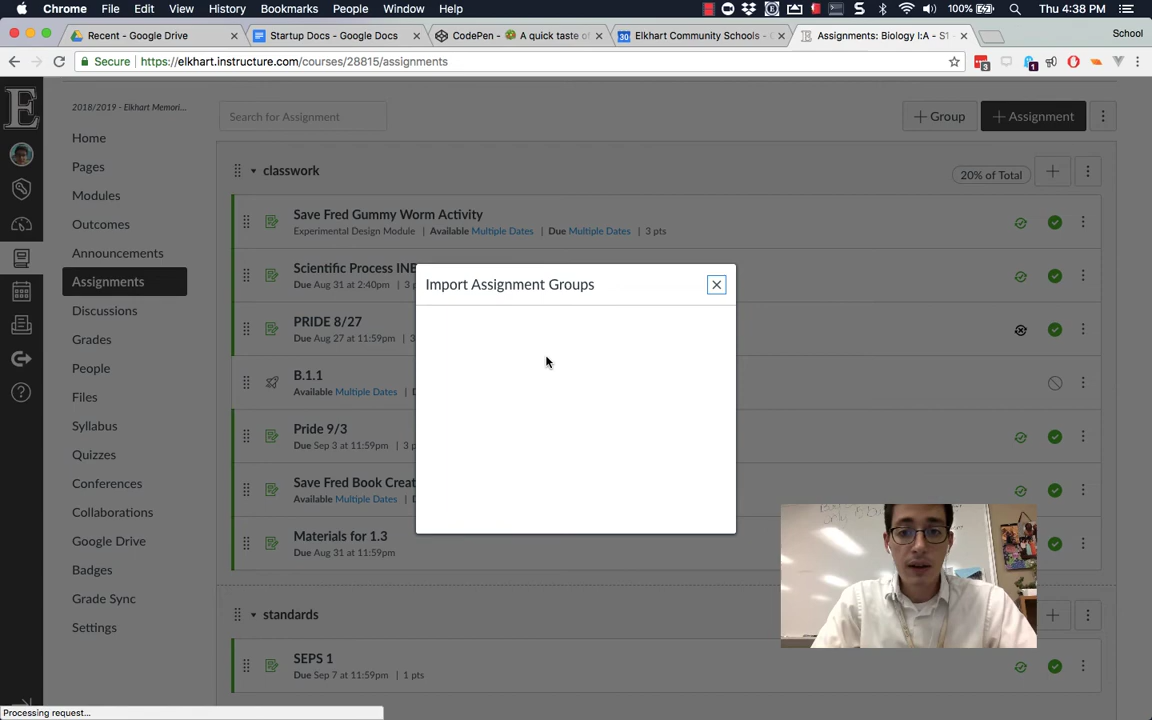 Chrome File Edit View History Bookmarks People Window Help 100% Thu 4:38 PM
Recent - Google Drive Startup Docs - Google Docs CodePen - 🥗 A quick taste of Elkhart Community Schools - C Assignments: Biology I:A - S1 - School
Secure https://elkhart.instructure.com/courses/28815/assignments
3 1
2018/2019 - Elkhart Memori...
Search for Assignment
+ Group
+ Assignment
Home
Pages
Modules
Outcomes
Announcements
Assignments
Discussions
Grades
People
Files
Syllabus
Quizzes
Conferences
Collaborations
Google Drive
Badges
Grade Sync
Settings
classwork
20% of Total
Save Fred Gummy Worm Activity
Experimental Design Module | Available Multiple Dates | Due Multiple Dates | 3 pts
Scientific Process INB
Due Aug 31 at 2:40pm | 3 p
PRIDE 8/27
Due Aug 27 at 11:59pm | 3
B.1.1
Available Multiple Dates | D
Pride 9/3
Due Sep 3 at 11:59pm | 3 p
Save Fred Book Creat
Available Multiple Dates | D
Materials for 1.3
Due Aug 31 at 11:59pm
standards
SEPS 1
Due Sep 7 at 11:59pm | 1 pts
Import Assignment Groups
Processing request...